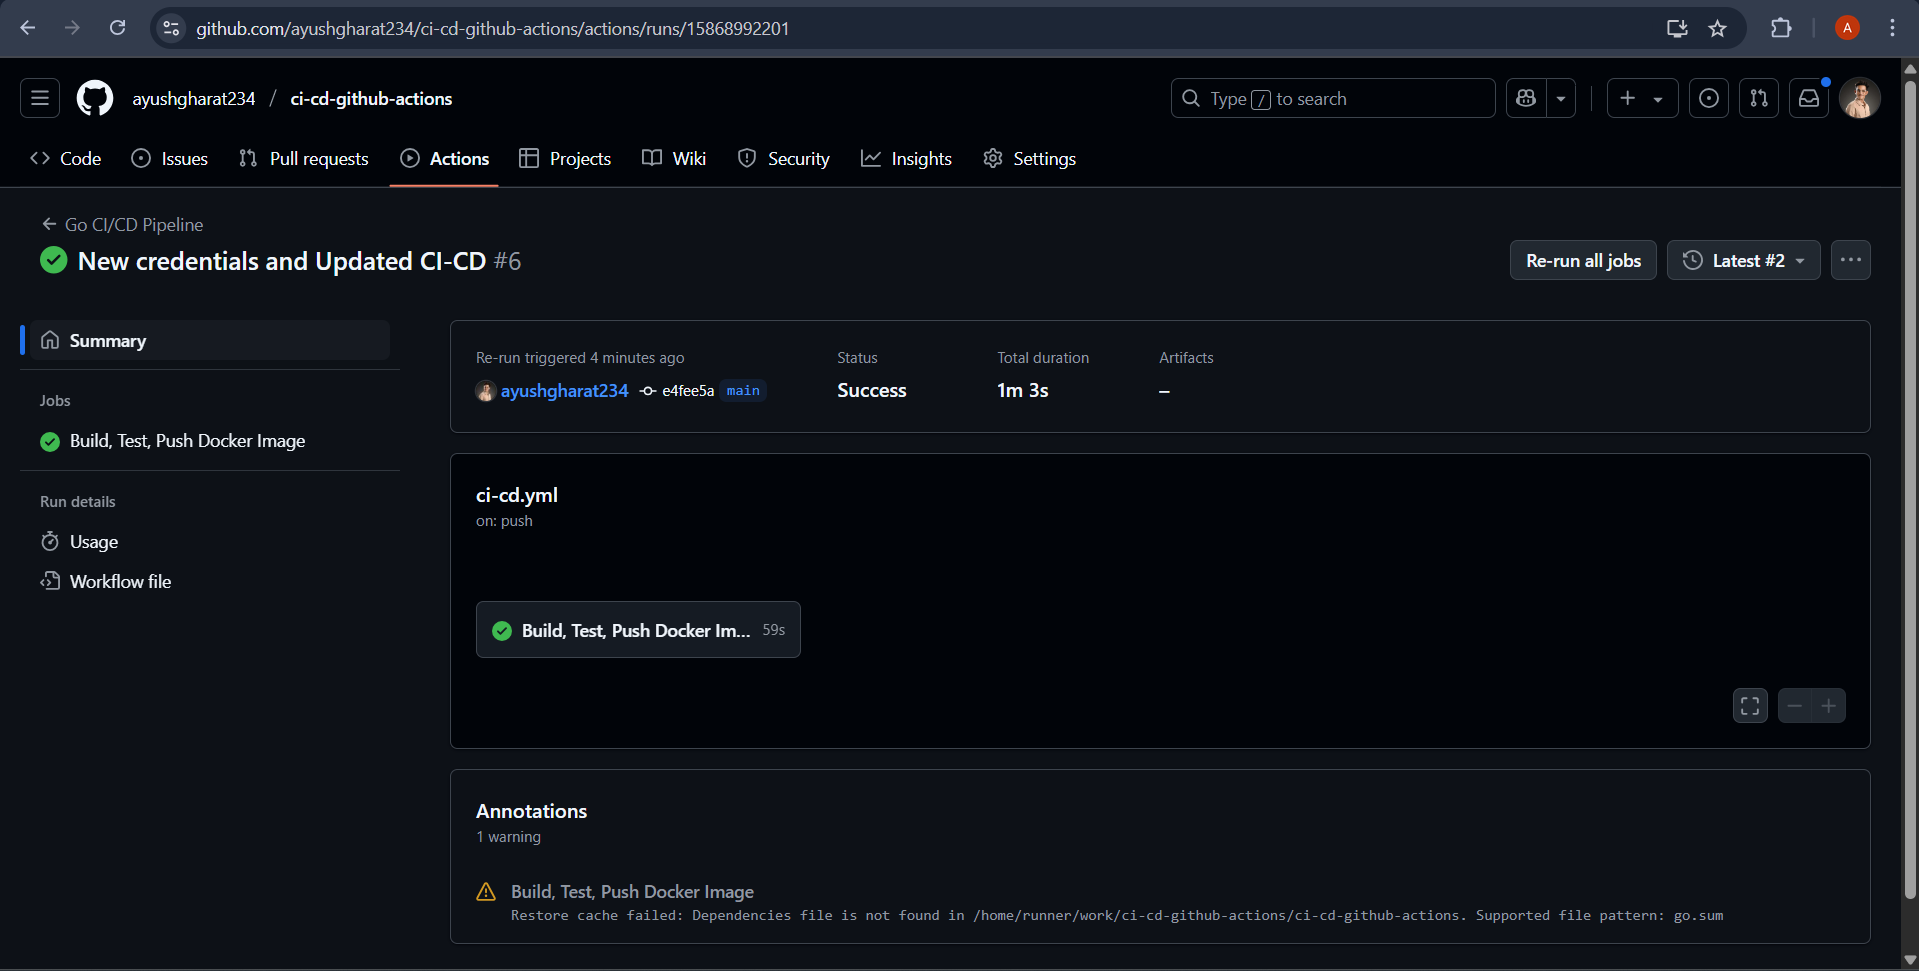 github.com/ayushgharat234/ci-cd-github-actions/actions/runs/15868992201
A
ayushgharat234 / ci-cd-github-actions
Type / to search
Code Issues Pull requests Actions Projects Wiki Security Insights Settings
Go CI/CD Pipeline
New credentials and Updated CI-CD #6
Re-run all jobs
Latest #2
Summary
Jobs
Build, Test, Push Docker Image
Run details
Usage
Workflow file
Re-run triggered 4 minutes ago Status Total duration Artifacts
ayushgharat234 e4fee5a main Success 1m 3s –
ci-cd.yml
on: push
Build, Test, Push Docker Im... 59s
Annotations
1 warning
Build, Test, Push Docker Image
Restore cache failed: Dependencies file is not found in /home/runner/work/ci-cd-github-actions/ci-cd-github-actions. Supported file pattern: go.sum